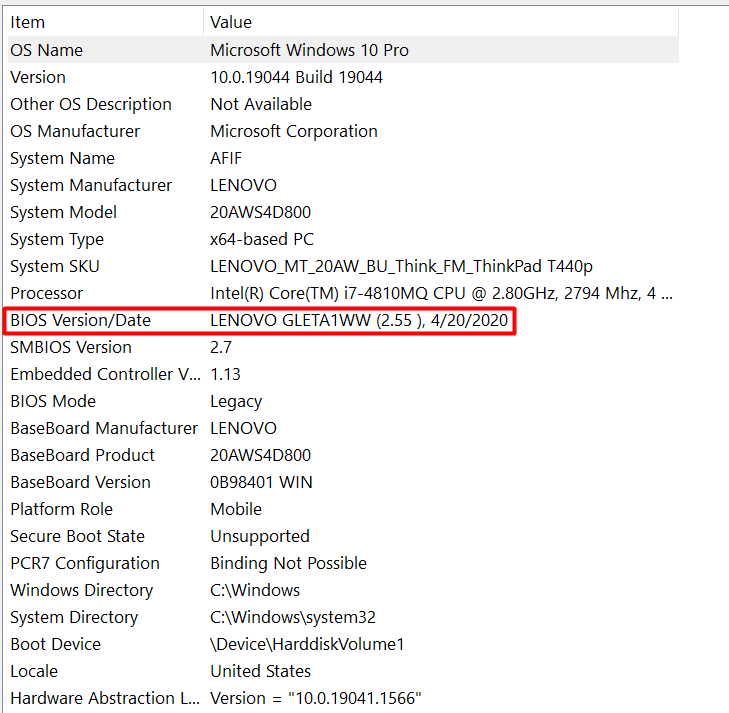 Item Value
OS Name Microsoft Windows 10 Pro
Version 10.0.19044 Build 19044
Other OS Description Not Available
OS Manufacturer Microsoft Corporation
System Name AFIF
System Manufacturer LENOVO
System Model 20AWS4D800
System Type x64-based PC
System SKU LENOVO_MT_20AW_BU_Think_FM_ThinkPad T440p
Processor Intel(R) Core(TM) i7-4810MQ CPU @ 2.80GHz, 2794 Mhz, 4 ...
BIOS Version/Date LENOVO GLETA1WW (2.55 ), 4/20/2020
SMBIOS Version 2.7
Embedded Controller V... 1.13
BIOS Mode Legacy
BaseBoard Manufacturer LENOVO
BaseBoard Product 20AWS4D800
BaseBoard Version 0B98401 WIN
Platform Role Mobile
Secure Boot State Unsupported
PCR7 Configuration Binding Not Possible
Windows Directory C:\Windows
System Directory C:\Windows\system32
Boot Device \Device\HarddiskVolume1
Locale United States
Hardware Abstraction L... Version = "10.0.19041.1566"